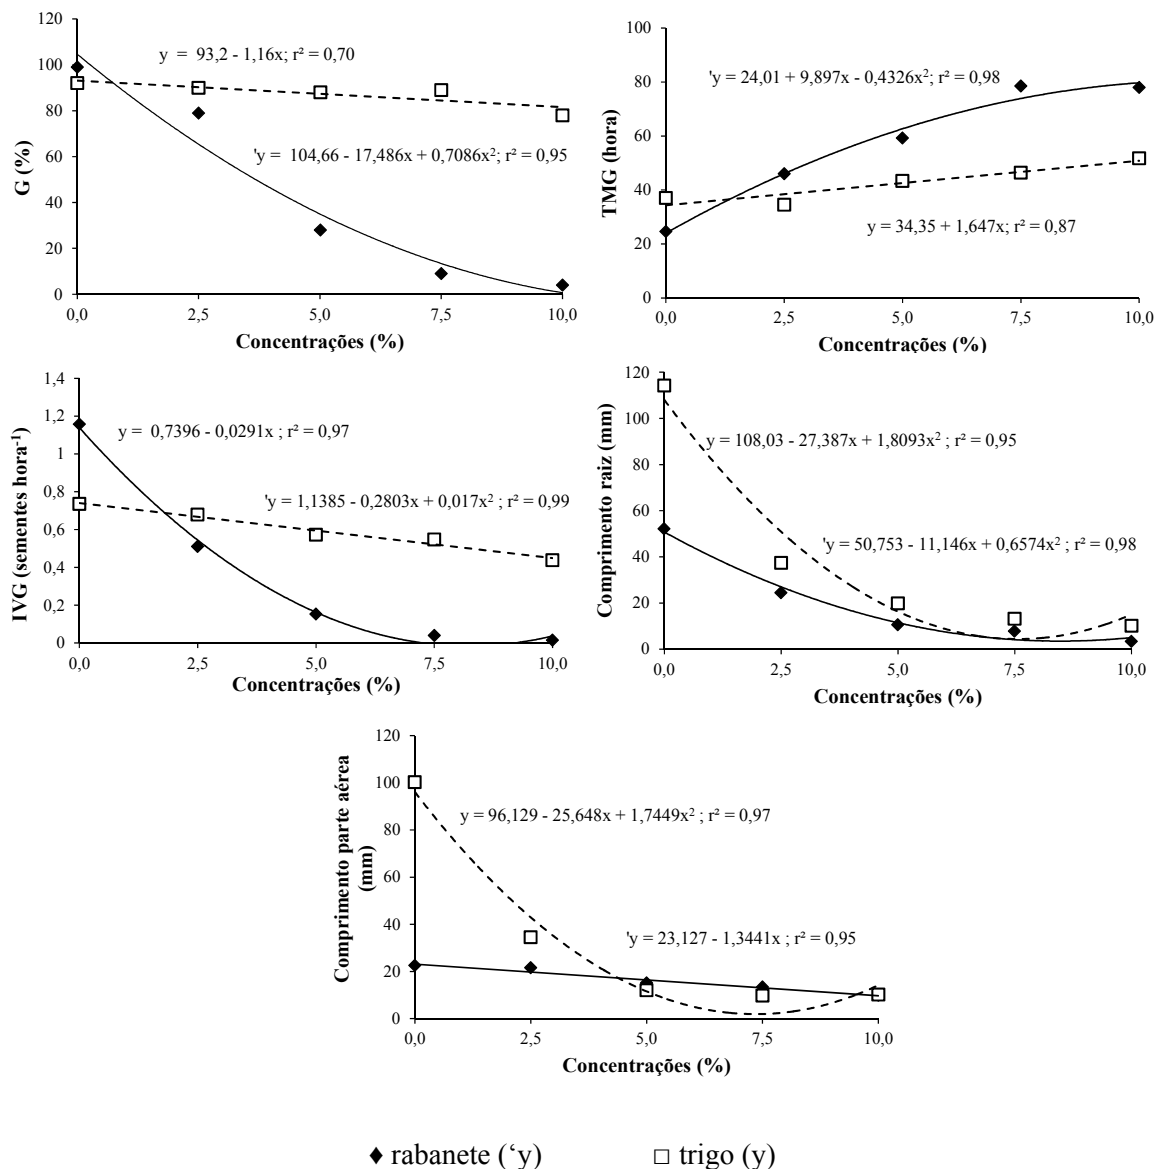 120
100
80
60
40
20
0
G (%)
y = 93,2 - 1,16x; r² = 0,70
'y = 104,66 - 17,486x + 0,7086x²; r² = 0,95
0,0 2,5 5,0 7,5 10,0
Concentrações (%)
100
80
60
40
20
0
TMG (hora)
'y = 24,01 + 9,897x - 0,4326x²; r² = 0,98
y = 34,35 + 1,647x; r² = 0,87
0,0 2,5 5,0 7,5 10,0
Concentrações (%)
1,4
1,2
1
0,8
0,6
0,4
0,2
0
IVG (sementes hora⁻¹)
y = 0,7396 - 0,0291x ; r² = 0,97
'y = 1,1385 - 0,2803x + 0,017x² ; r² = 0,99
0,0 2,5 5,0 7,5 10,0
Concentrações (%)
120
100
80
60
40
20
0
Comprimento raiz (mm)
y = 108,03 - 27,387x + 1,8093x² ; r² = 0,95
'y = 50,753 - 11,146x + 0,6574x² ; r² = 0,98
0,0 2,5 5,0 7,5 10,0
Concentrações (%)
120
100
80
60
40
20
0
Comprimento parte aérea
(mm)
y = 96,129 - 25,648x + 1,7449x² ; r² = 0,97
'y = 23,127 - 1,3441x ; r² = 0,95
0,0 2,5 5,0 7,5 10,0
Concentrações (%)
◆ rabanete (‘y) □ trigo (y)